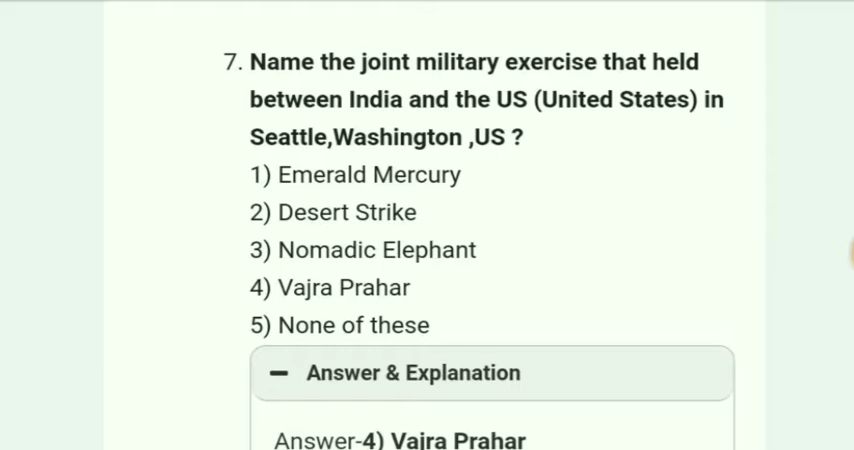 7. Name the joint military exercise that held
between India and the US (United States) in
Seattle,Washington ,US ?
1) Emerald Mercury
2) Desert Strike
3) Nomadic Elephant
4) Vajra Prahar
5) None of these
Answer & Explanation
Answer-4) Vajra Prahar